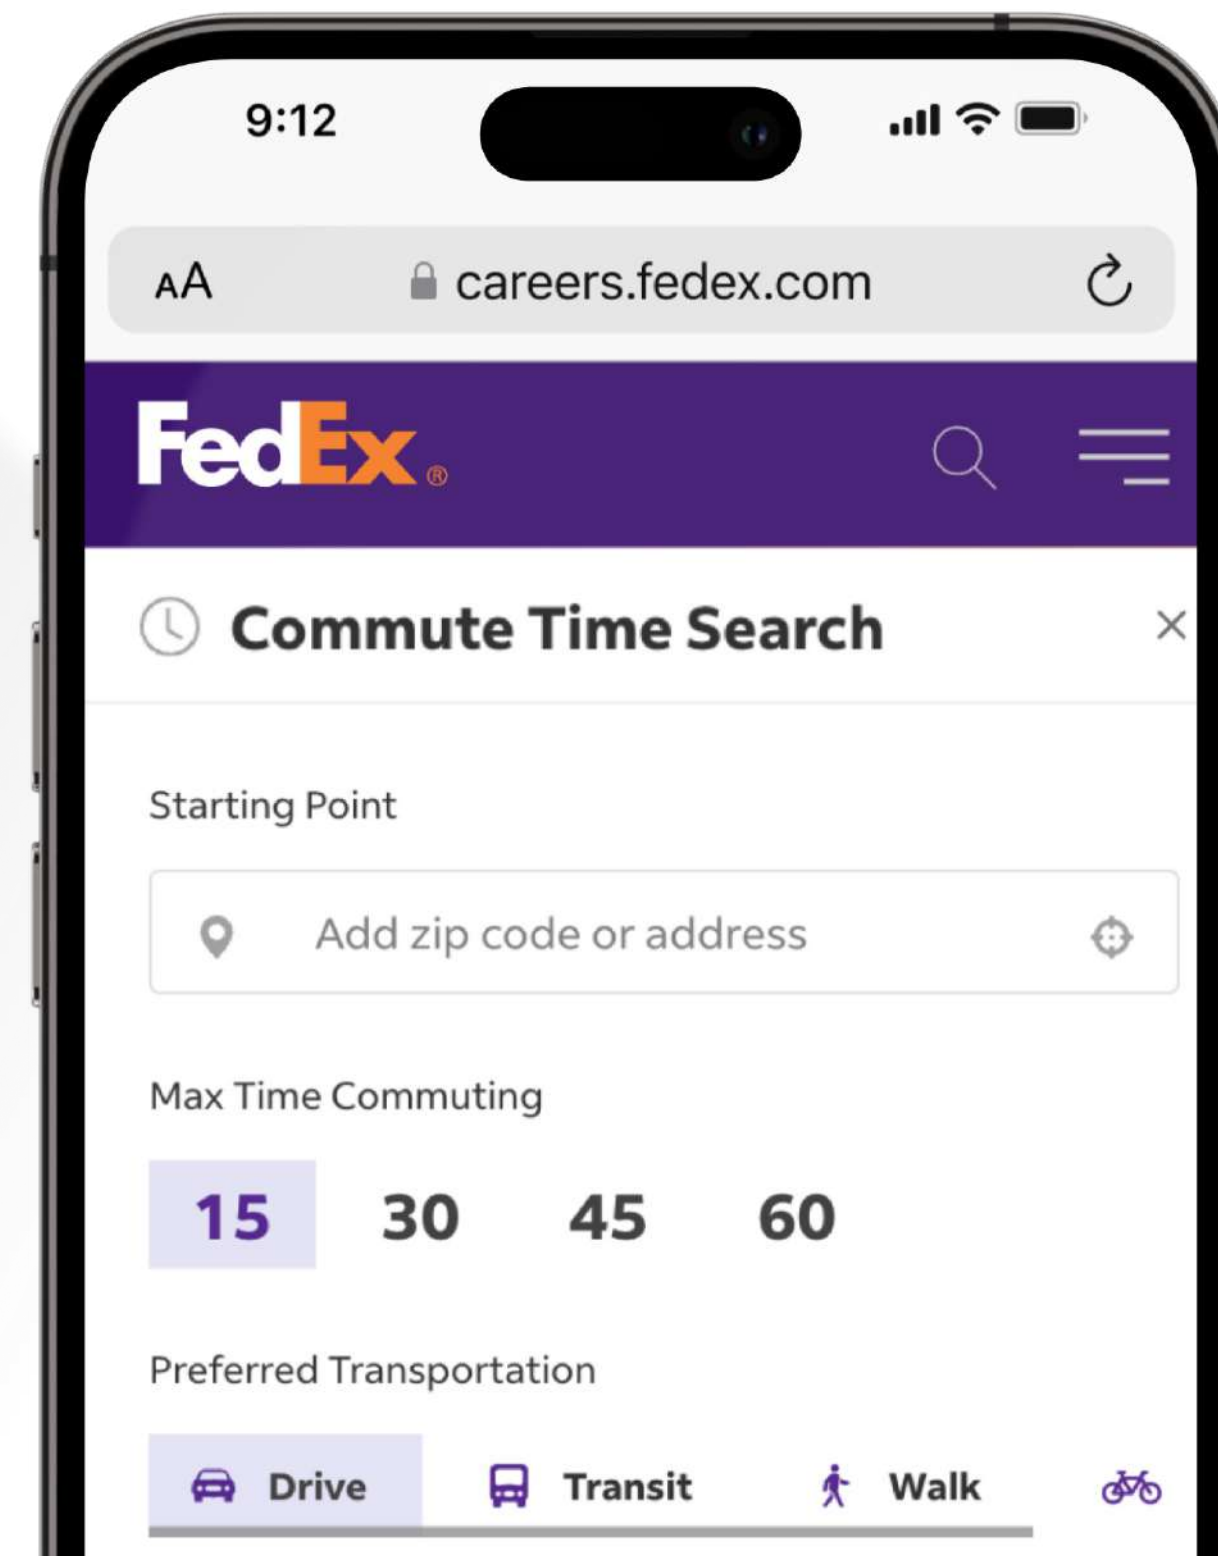 9:12
AA careers.fedex.com
FedEx®
Commute Time Search
Starting Point
Add zip code or address
Max Time Commuting
15 30 45 60
Preferred Transportation
Drive Transit Walk